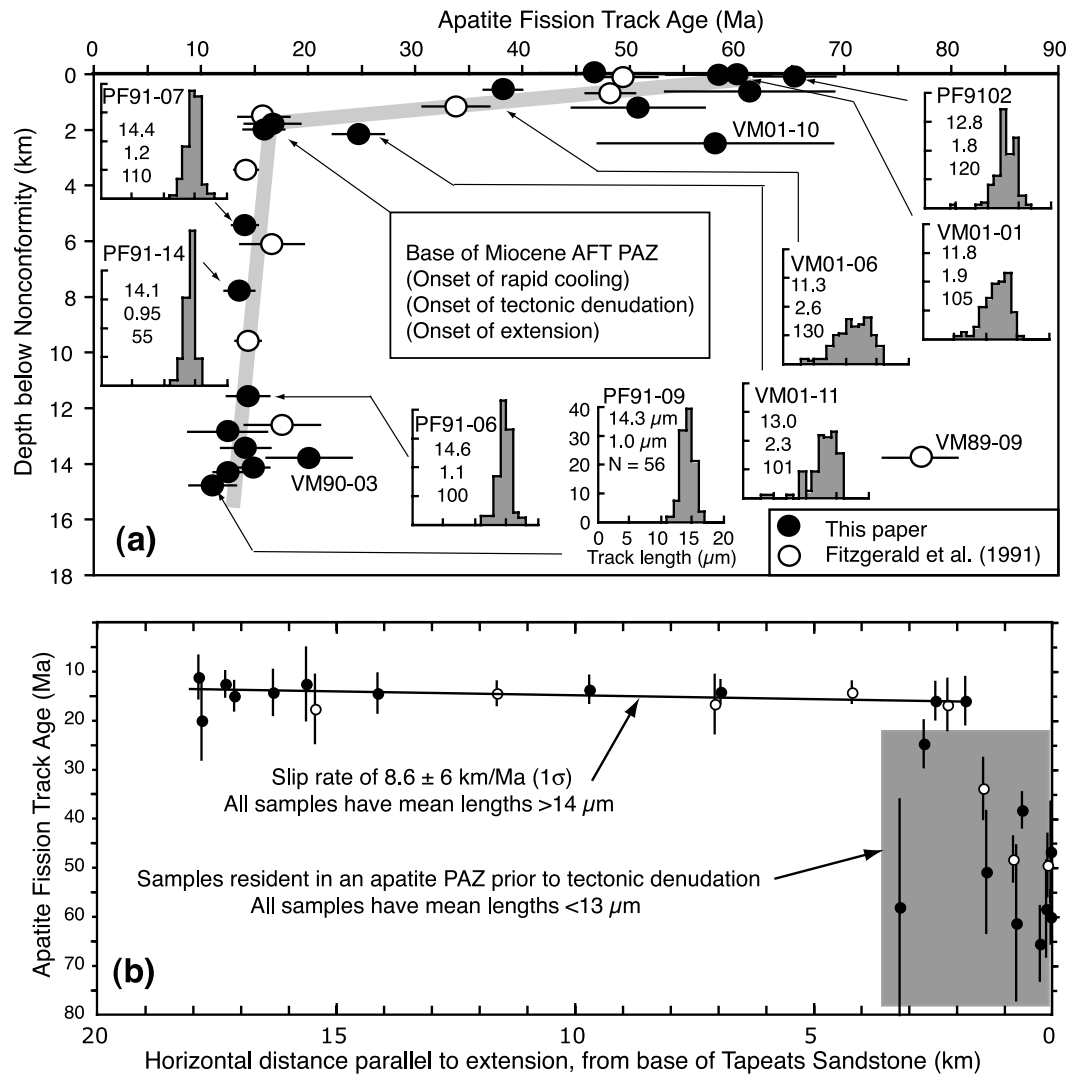 Apatite Fission Track Age (Ma)
0 10 20 30 40 50 60 70 80 90
Depth below Nonconformity (km)
0
2
4
6
8
10
12
14
16
18
PF91-07
14.4
1.2
110
PF91-14
14.1
0.95
55
Base of Miocene AFT PAZ
(Onset of rapid cooling)
(Onset of tectonic denudation)
(Onset of extension)
VM01-10
PF9102
12.8
1.8
120
VM01-01
11.8
1.9
105
VM01-06
11.3
2.6
130
VM01-11
13.0
2.3
101
PF91-09
14.3 µm
1.0 µm
N = 56
40
30
20
10
0
0 10 15 20
Track length (µm)
PF91-06
14.6
1.1
100
VM90-03
VM89-09
This paper
Fitzgerald et al. (1991)
(a)
Apatite Fission Track Age (Ma)
10
20
30
40
50
60
70
80
10
20
30
40
50
60
70
80
Slip rate of 8.6 ± 6 km/Ma (1σ)
All samples have mean lengths >14 µm
Samples resident in an apatite PAZ prior to tectonic denudation
All samples have mean lengths <13 µm
(b)
20 15 10 5 0
Horizontal distance parallel to extension, from base of Tapeats Sandstone (km)